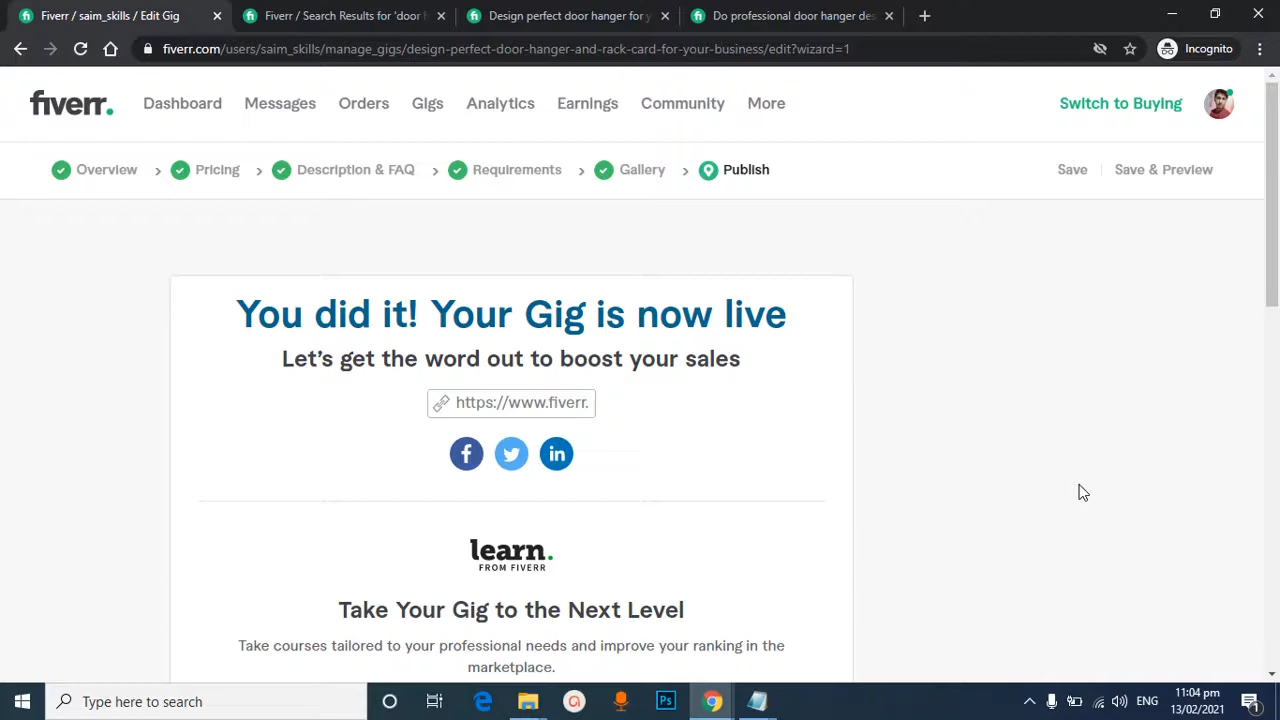 Fiverr / saim_skills / Edit Gig
Fiverr / Search Results for 'door h
Design perfect door hanger for y
Do professional door hanger des
fiverr.com/users/saim_skills/manage_gigs/design-perfect-door-hanger-and-rack-card-for-your-business/edit?wizard=1
Incognito
fiverr.
Dashboard
Messages
Orders
Gigs
Analytics
Earnings
Community
More
Switch to Buying
Overview
Pricing
Description & FAQ
Requirements
Gallery
Publish
Save
Save & Preview
You did it! Your Gig is now live
Let's get the word out to boost your sales
https://www.fiverr.
learn.
FROM FIVERR
Take Your Gig to the Next Level
Take courses tailored to your professional needs and improve your ranking in the
marketplace.
Type here to search
Ps
ENG
11:04 pm
13/02/2021
1